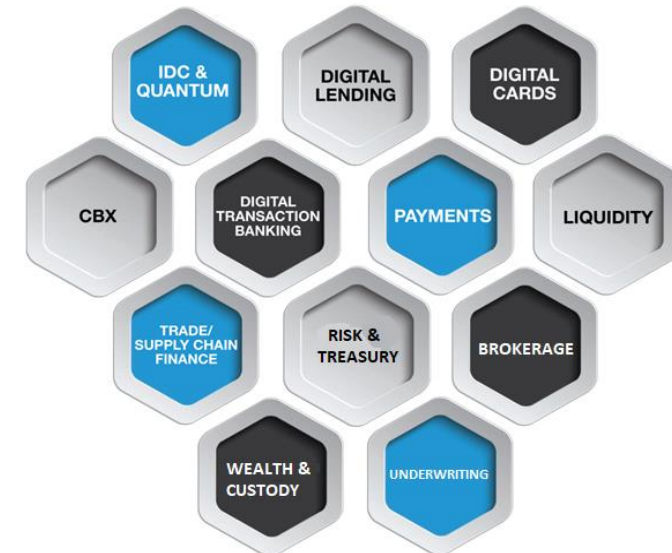 IDC &
QUANTUM
DIGITAL
LENDING
DIGITAL
CARDS
CBX
DIGITAL
TRANSACTION
BANKING
PAYMENTS
LIQUIDITY
TRADE/
SUPPLY CHAIN
FINANCE
RISK &
TREASURY
BROKERAGE
WEALTH &
CUSTODY
UNDERWRITING